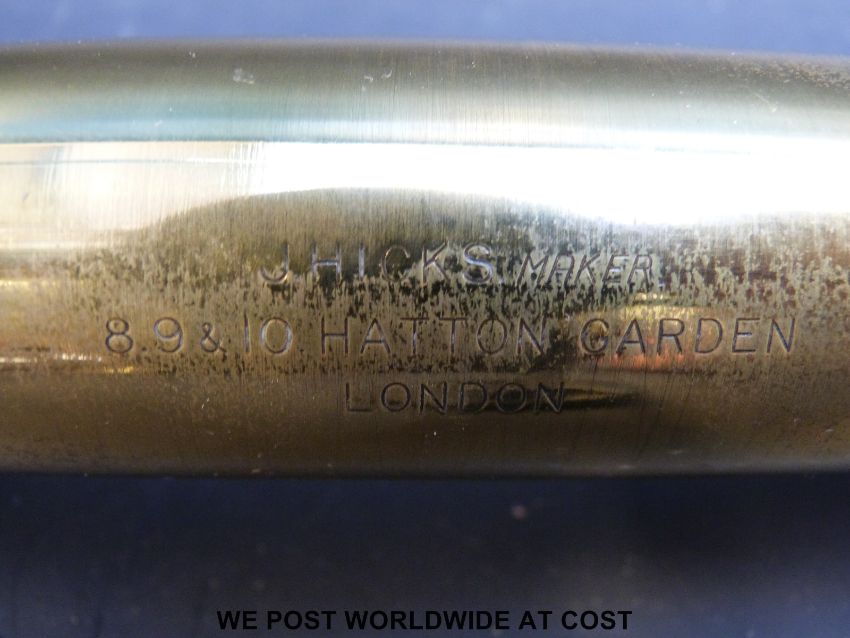 J HICKS MAKER
8.9 & 10 HATTON GARDEN
LONDON
WE POST WORLDWIDE AT COST